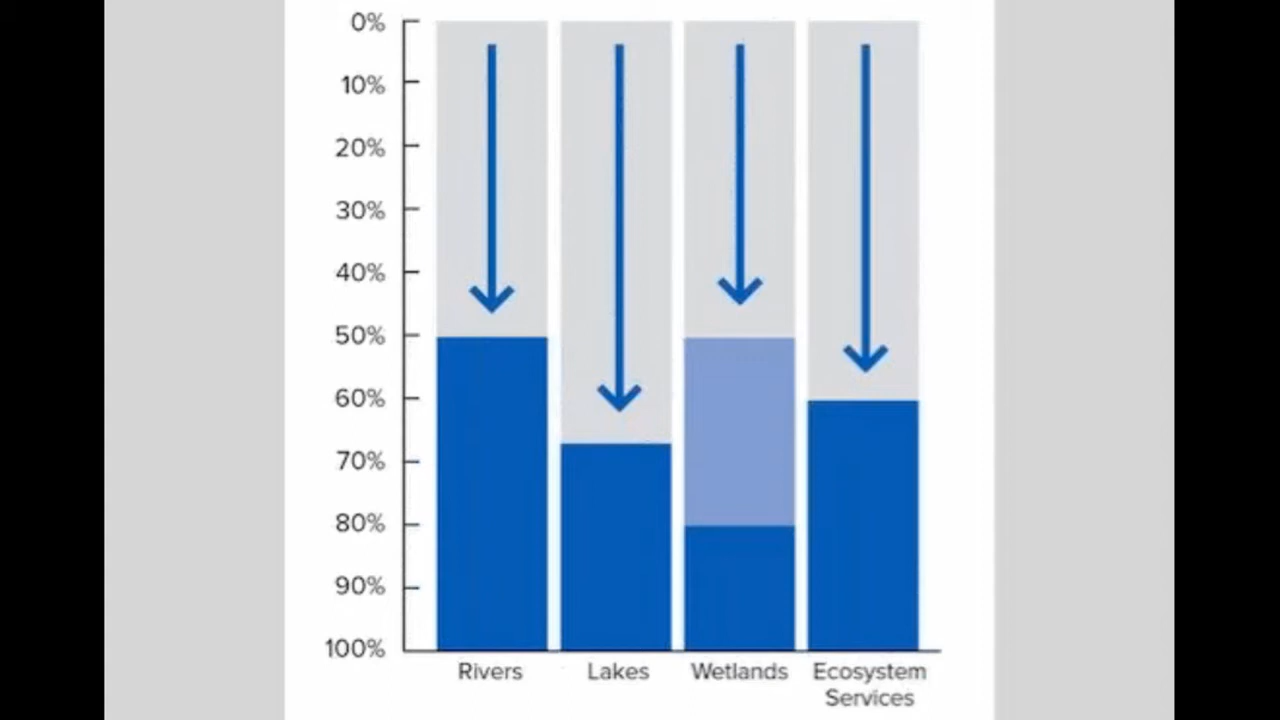 0%
10%
20%
30%
40%
50%
60%
70%
80%
90%
100%
Rivers
Lakes
Wetlands
Ecosystem
Services